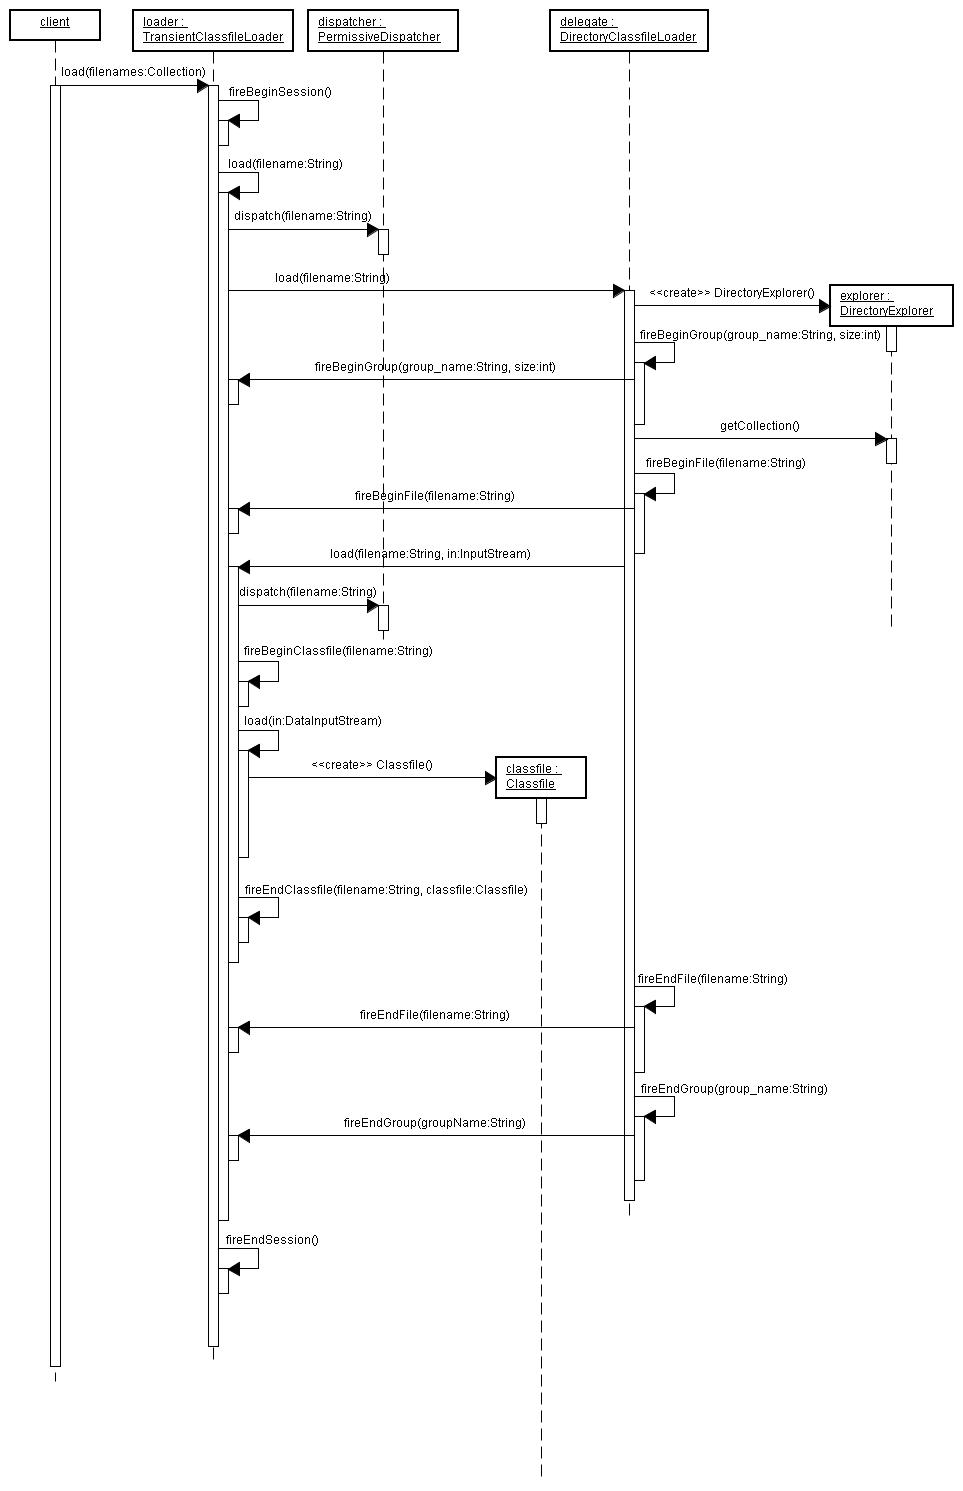 client
loader :
TransientClassfileLoader
dispatcher :
PermissiveDispatcher
delegate :
DirectoryClassfileLoader
load(filenames:Collection)
fireBeginSession()
load(filename:String)
dispatch(filename:String)
load(filename:String)
<<create>> DirectoryExplorer()
explorer :
DirectoryExplorer
fireBeginGroup(group_name:String, size:int)
fireBeginGroup(group_name:String, size:int)
getCollection()
fireBeginFile(filename:String)
fireBeginFile(filename:String)
load(filename:String, in:InputStream)
dispatch(filename:String)
fireBeginClassfile(filename:String)
load(in:DataInputStream)
<<create>> Classfile()
classfile :
Classfile
fireEndClassfile(filename:String, classfile:Classfile)
fireEndFile(filename:String)
fireEndFile(filename:String)
fireEndGroup(group_name:String)
fireEndGroup(groupName:String)
fireEndSession()